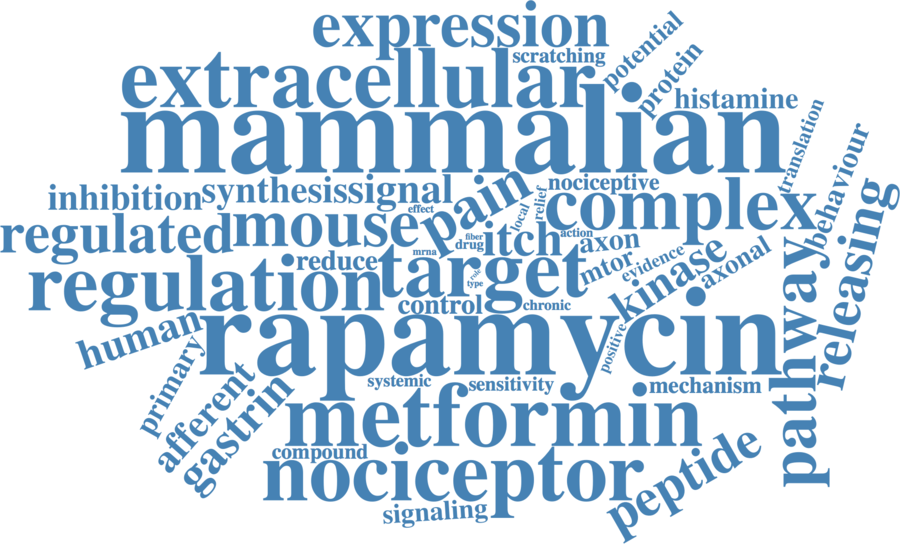 expression
scratching
potential
protein
extracellular
histamine
mammalian
translation
behaviour
inhibition
synthesis
signal
pain
nociceptive
complex
effect
local
relief
regulated
mouse
fiber
drug
itch
action
axon
mrna
reduce
target
role
type
mtor
evidence
kinase
axonal
pathway
releasing
regulation
control
chronic
human
rapamycin
positive
primary
afferent
gastrin
systemic
sensitivity
mechanism
metformin
compound
nociceptor
peptide
signaling